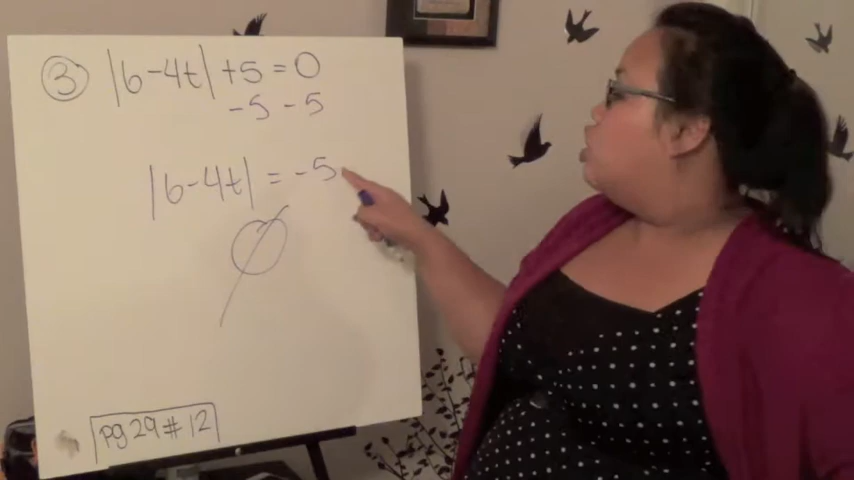 ③ |6-4t| +5 = 0
-5 -5
|6-4t| = -5
∅
pg 29 # 12